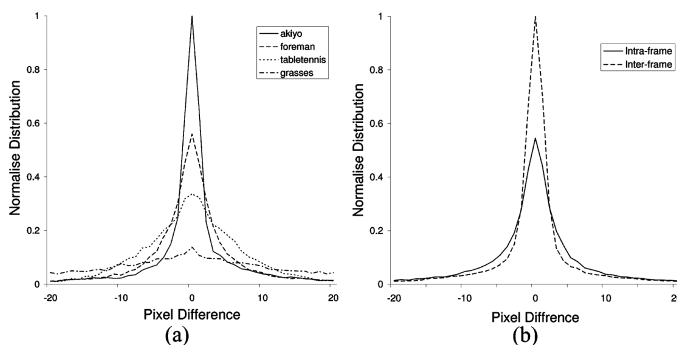 1
0.8
0.6
0.4
0.2
0
Normalise Distribution
-20
-10
0
10
20
Pixel Difference
akiyo
foreman
tabletennis
grasses
(a)
1
0.8
0.6
0.4
0.2
0
Normalise Distribution
-20
-10
0
10
20
Pixel Diffrence
Intra-frame
Inter-frame
(b)